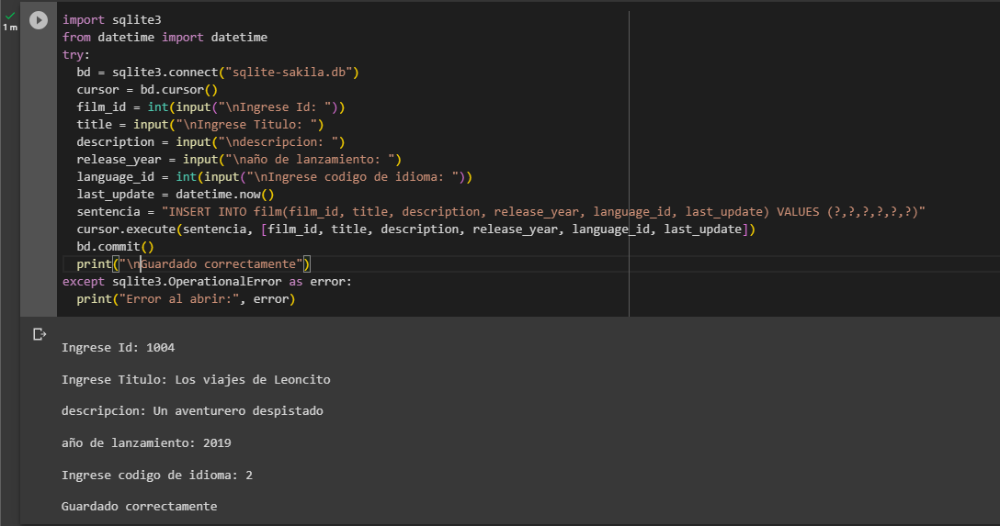 1 m
import sqlite3
from datetime import datetime
try:
  bd = sqlite3.connect("sqlite-sakila.db")
  cursor = bd.cursor()
  film_id = int(input("\nIngrese Id: "))
  title = input("\nIngrese Titulo: ")
  description = input("\ndescripcion: ")
  release_year = input("\naño de lanzamiento: ")
  language_id = int(input("\nIngrese codigo de idioma: "))
  last_update = datetime.now()
  sentencia = "INSERT INTO film(film_id, title, description, release_year, language_id, last_update) VALUES (?,?,?,?,?,?)"
  cursor.execute(sentencia, [film_id, title, description, release_year, language_id, last_update])
  bd.commit()
  print("\nGuardado correctamente")
except sqlite3.OperationalError as error:
  print("Error al abrir:", error)
Ingrese Id: 1004
Ingrese Titulo: Los viajes de Leoncito
descripcion: Un aventurero despistado
año de lanzamiento: 2019
Ingrese codigo de idioma: 2
Guardado correctamente